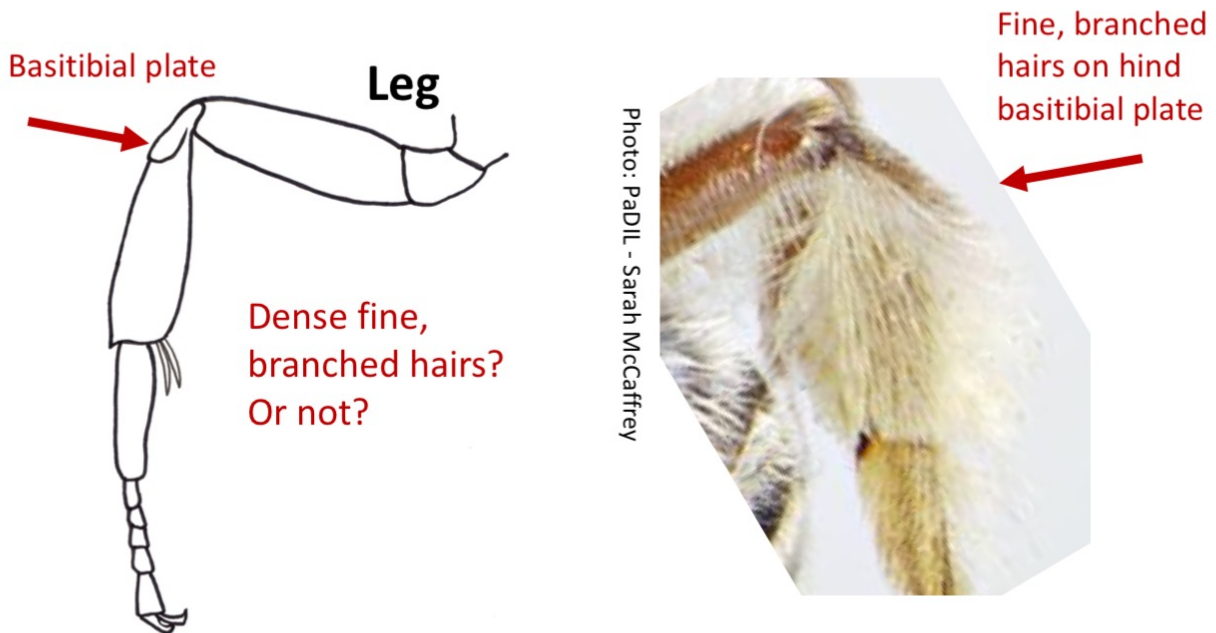 Basitibial plate
Leg
Dense fine,
branched hairs?
Or not?
Photo: PaDIL - Sarah McCaffrey
Fine, branched
hairs on hind
basitibial plate